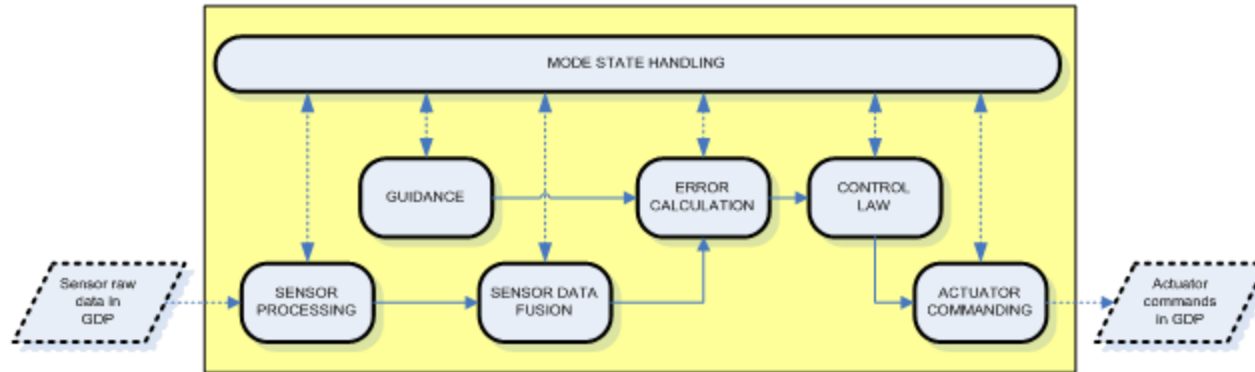 MODE STATE HANDLING
GUIDANCE
ERROR
CALCULATION
CONTROL
LAW
Sensor raw
data in
GDP
SENSOR
PROCESSING
SENSOR DATA
FUSION
ACTUATOR
COMMANDING
Actuator
commands
in GDP